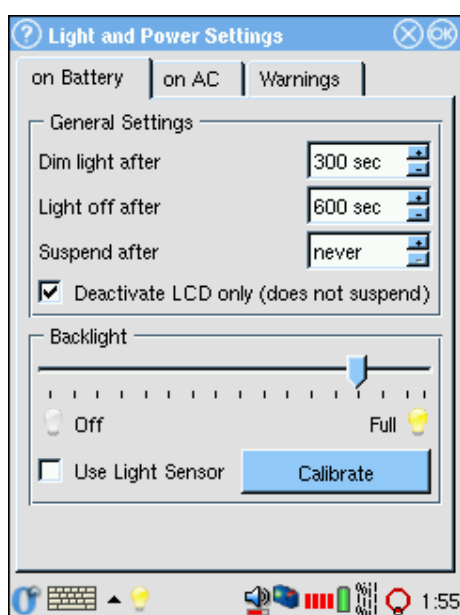 ? Light and Power Settings OK
on Battery on AC Warnings
General Settings
Dim light after 300 sec
Light off after 600 sec
Suspend after never
Deactivate LCD only (does not suspend)
Backlight
Off Full
Use Light Sensor Calibrate
1:55